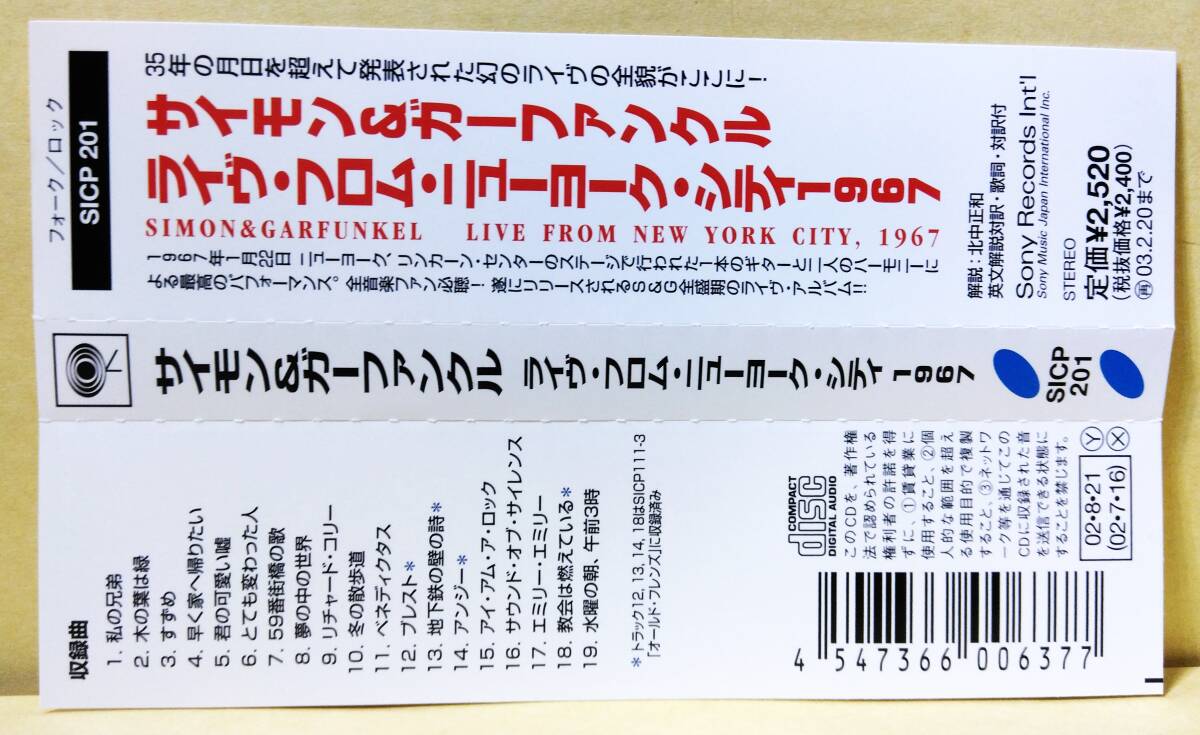 フォーク/ロック
SICP 201
35年の月日を超えて発表された幻のライヴの全貌がここに!
サイモン&ガーファンクル
ライヴ・フロム・ニューヨーク・シティ1967
SIMON&GARFUNKEL LIVE FROM NEW YORK CITY, 1967
1967年1月22日 ニューヨーク、リンカーン・センターのステージで行われた1本のギターと二人のハーモニーに
よる最高のパフォーマンス。全音楽ファン必聴! 遂にリリースされるS&G全盛期のライヴ・アルバム!!
解説:北中正和
英文解説対訳・歌詞・対訳付
Sony Records Int'l
Sony Music Japan International Inc.
STEREO
定価¥2,520
(税抜価格¥2,400)
再03.2.20まで
サイモン&ガーファンクル ライヴ・フロム・ニューヨーク・シティ1967
SICP
201
収録曲
1. 私の兄弟
2. 木の葉は緑
3. すずめ
4. 早く家へ帰りたい
5. 君の可愛い嘘
6. とても変わった人
7. 59番街橋の歌
8. 夢の中の世界
9. リチャード・コリー
10. 冬の散歩道
11. ベネディクタス
12. ブレスト*
13. 地下鉄の壁の詩*
14. アンジー*
15. アイ・アム・ア・ロック
16. サウンド・オブ・サイレンス
17. エミリー・エミリー
18. 教会は燃えている*
19. 水曜の朝、午前3時
*トラック12, 13, 14, 18はSICP111-3
「オールド・フレンズ」に収録済み
COMPACT
disc
DIGITAL AUDIO
このCDを、著作権
法で認められている
権利者の許諾を得
ずに、①賃貸業に
使用すること、②個
人的な範囲を超え
る使用目的で複製
すること、③ネットワ
ーク等を通じてこの
CDに収録された音
を送信できる状態に
することを禁じます。
02・8・21
(02・7・16)
Y
X
4 547366 006377